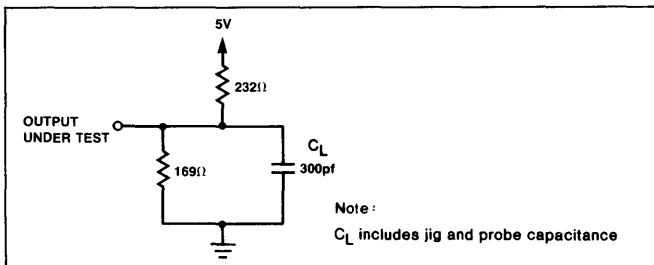 5V
232Ω
OUTPUT
UNDER TEST
CL
300pf
169Ω
Note:
CL includes jig and probe capacitance